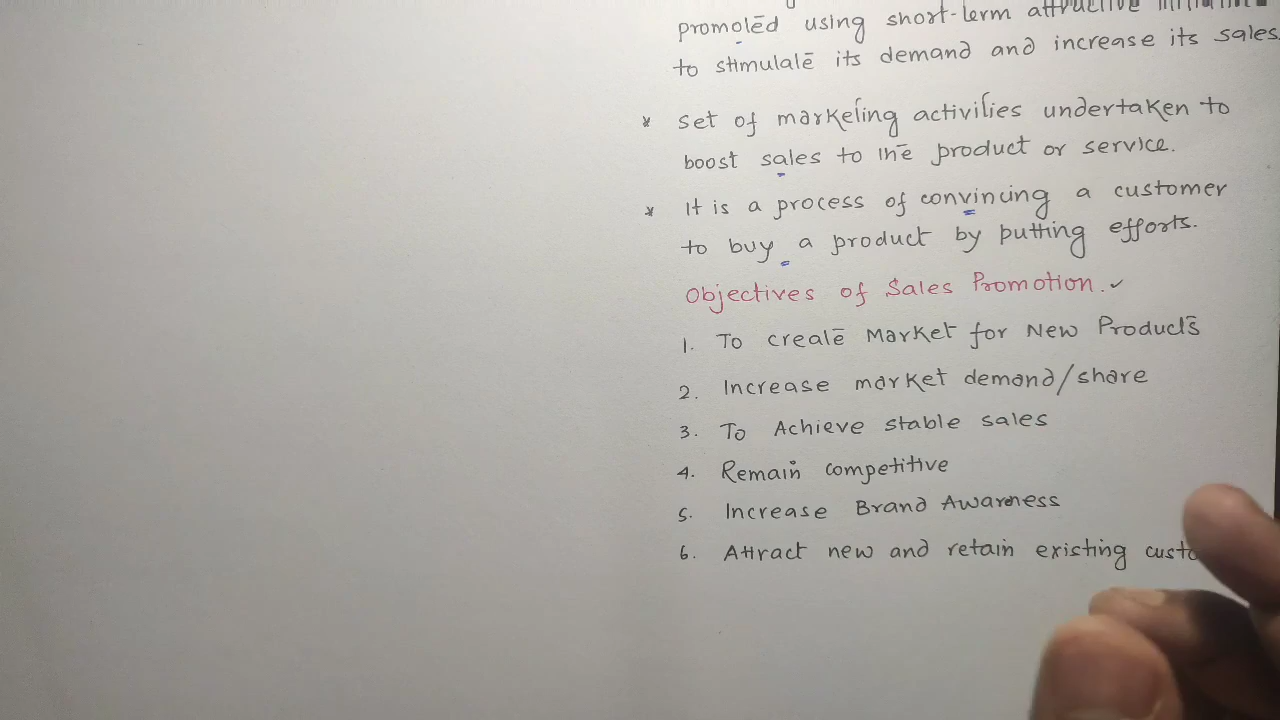 promoted using short-term attractive
to stimulate its demand and increase its sales
* set of marketing activities undertaken to
boost sales to the product or service.
* It is a process of convincing a customer
to buy a product by putting efforts.
Objectives of Sales Promotion. ✓
1. To create Market for New Products
2. Increase market demand/share
3. To Achieve stable sales
4. Remain competitive
5. Increase Brand Awareness
6. Attract new and retain existing custo